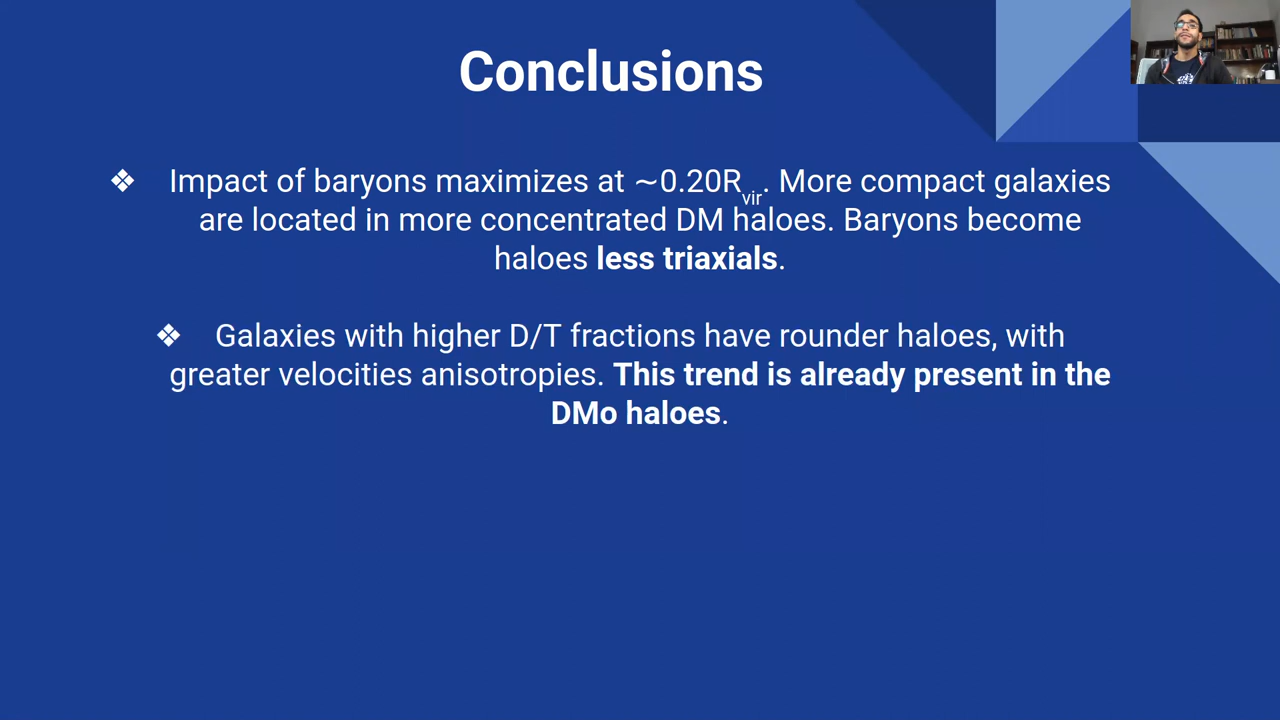 Conclusions
❖ Impact of baryons maximizes at ~0.20Rvir. More compact galaxies
are located in more concentrated DM haloes. Baryons become
haloes less triaxials.
❖ Galaxies with higher D/T fractions have rounder haloes, with
greater velocities anisotropies. This trend is already present in the
DMo haloes.